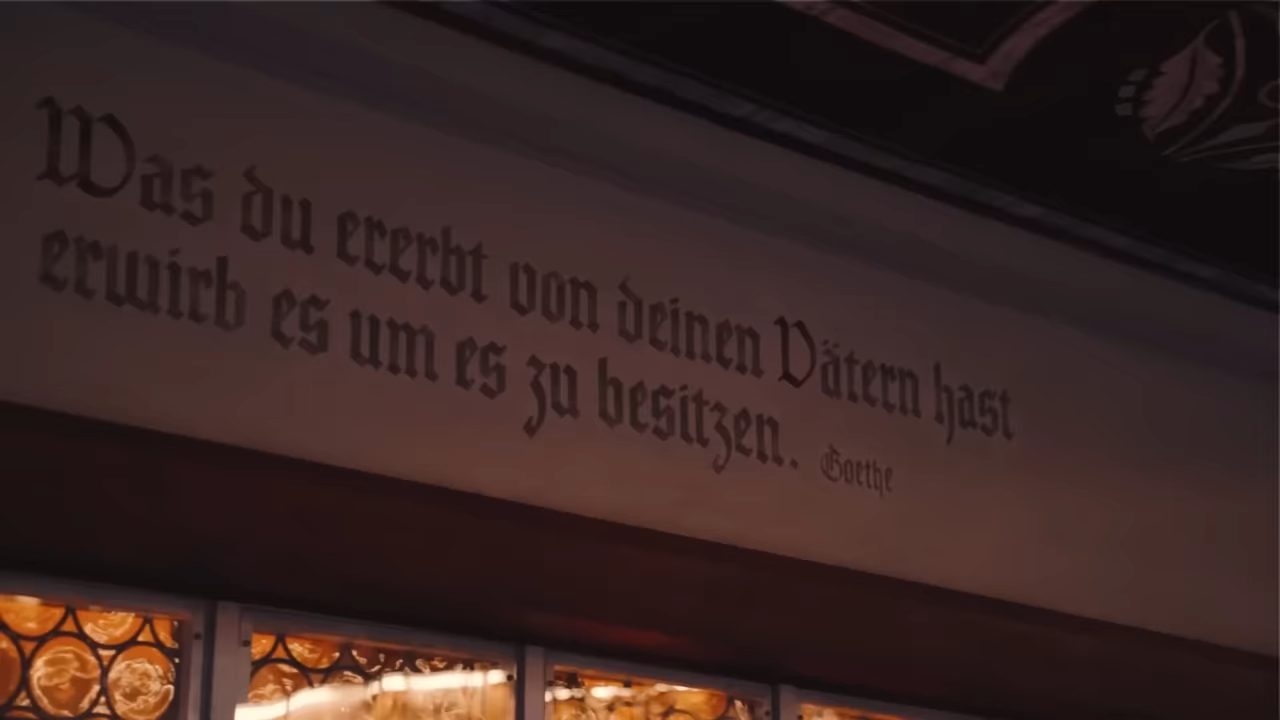 Was du ererbt von deinen Vätern hast
erwirb es um es zu besitzen.
Goethe